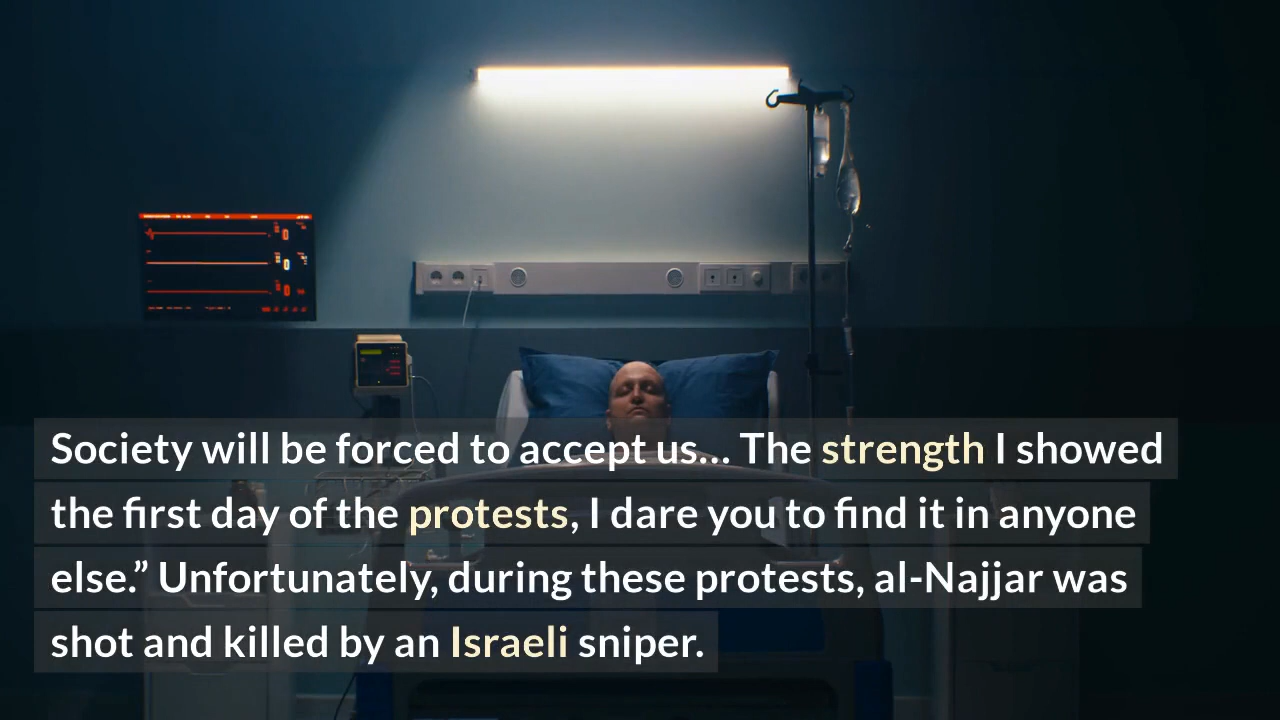 Society will be forced to accept us… The strength I showed
the first day of the protests, I dare you to find it in anyone
else.” Unfortunately, during these protests, al-Najjar was
shot and killed by an Israeli sniper.